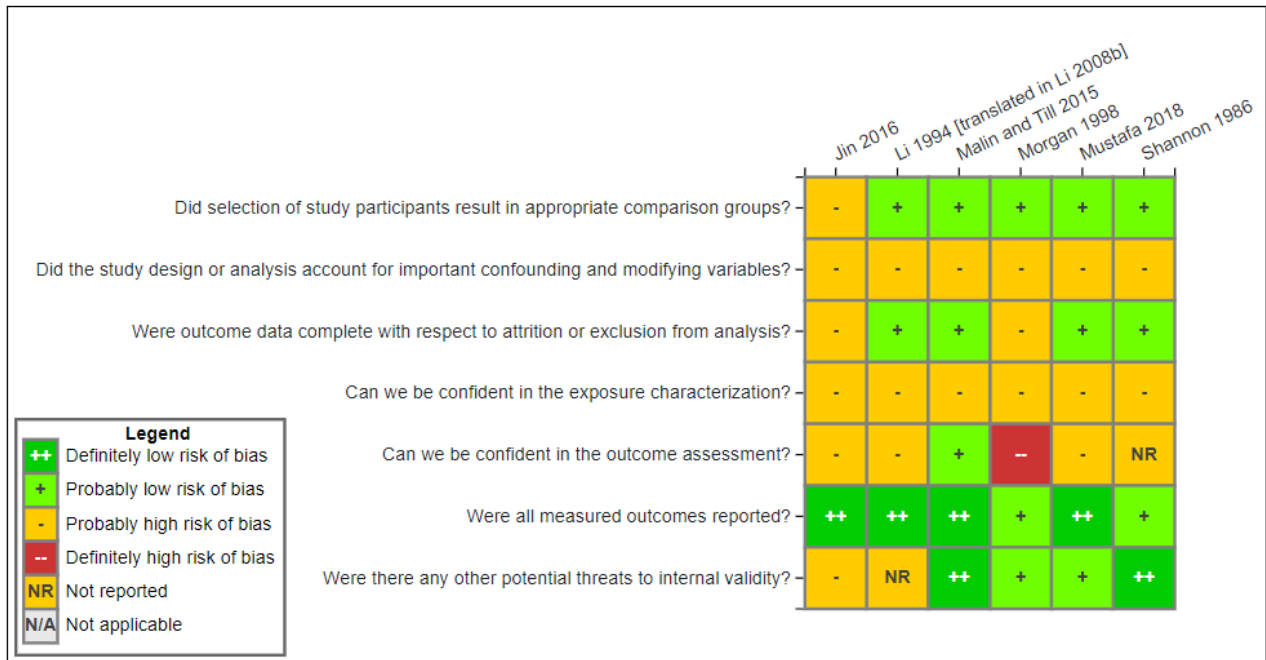 Jin 2016
Li 1994 [translated in Li 2008b]
Malin and Till 2015
Morgan 1998
Mustafa 2018
Shannon 1986
Did selection of study participants result in appropriate comparison groups? - + + + + +
Did the study design or analysis account for important confounding and modifying variables? - - - - - -
Were outcome data complete with respect to attrition or exclusion from analysis? - + + - + +
Can we be confident in the exposure characterization? - - - - - -
Can we be confident in the outcome assessment? - - + -- - NR
Were all measured outcomes reported? ++ ++ ++ + ++ +
Were there any other potential threats to internal validity? - NR ++ + + ++
Legend
++ Definitely low risk of bias
+ Probably low risk of bias
- Probably high risk of bias
-- Definitely high risk of bias
NR Not reported
N/A Not applicable